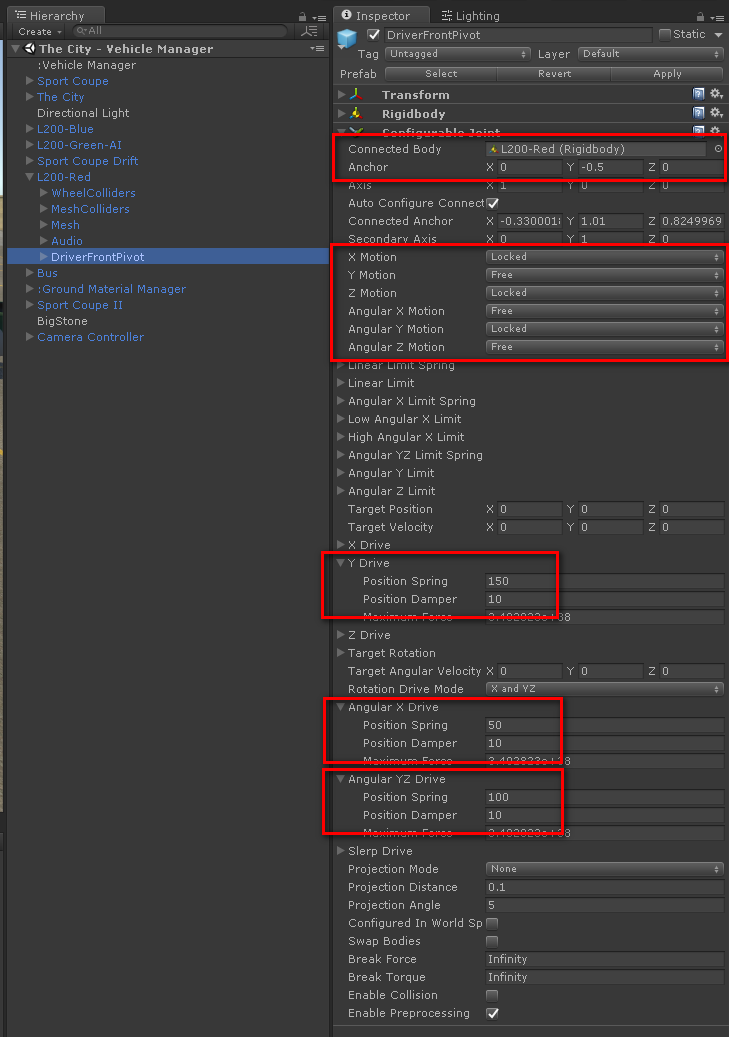 Hierarchy
Create All
The City - Vehicle Manager
:Vehicle Manager
Sport Coupe
The City
Directional Light
L200-Blue
L200-Green-AI
Sport Coupe Drift
L200-Red
WheelColliders
MeshColliders
Mesh
Audio
DriverFrontPivot
Bus
:Ground Material Manager
Sport Coupe II
BigStone
Camera Controller
Inspector Lighting
DriverFrontPivot Static
Tag Untagged Layer Default
Prefab Select Revert Apply
Transform
Rigidbody
Configurable Joint
Connected Body L200-Red (Rigidbody)
Anchor X 0 Y -0.5 Z 0
Axis X 1 Y 0 Z 0
Auto Configure Connect
Connected Anchor X -0.3300018 Y 1.01 Z 0.8249969
Secondary Axis X 0 Y 1 Z 0
X Motion Locked
Y Motion Free
Z Motion Locked
Angular X Motion Free
Angular Y Motion Locked
Angular Z Motion Free
Linear Limit Spring
Linear Limit
Angular X Limit Spring
Low Angular X Limit
High Angular X Limit
Angular YZ Limit Spring
Angular Y Limit
Angular Z Limit
Target Position X 0 Y 0 Z 0
Target Velocity X 0 Y 0 Z 0
X Drive
Y Drive
Position Spring 150
Position Damper 10
Maximum Force 3.402823e+38
Z Drive
Target Rotation
Target Angular Velocity X 0 Y 0 Z 0
Rotation Drive Mode X and YZ
Angular X Drive
Position Spring 50
Position Damper 10
Maximum Force 3.402823e+38
Angular YZ Drive
Position Spring 100
Position Damper 10
Maximum Force 3.402823e+38
Slerp Drive
Projection Mode None
Projection Distance 0.1
Projection Angle 5
Configured In World Sp
Swap Bodies
Break Force Infinity
Break Torque Infinity
Enable Collision
Enable Preprocessing